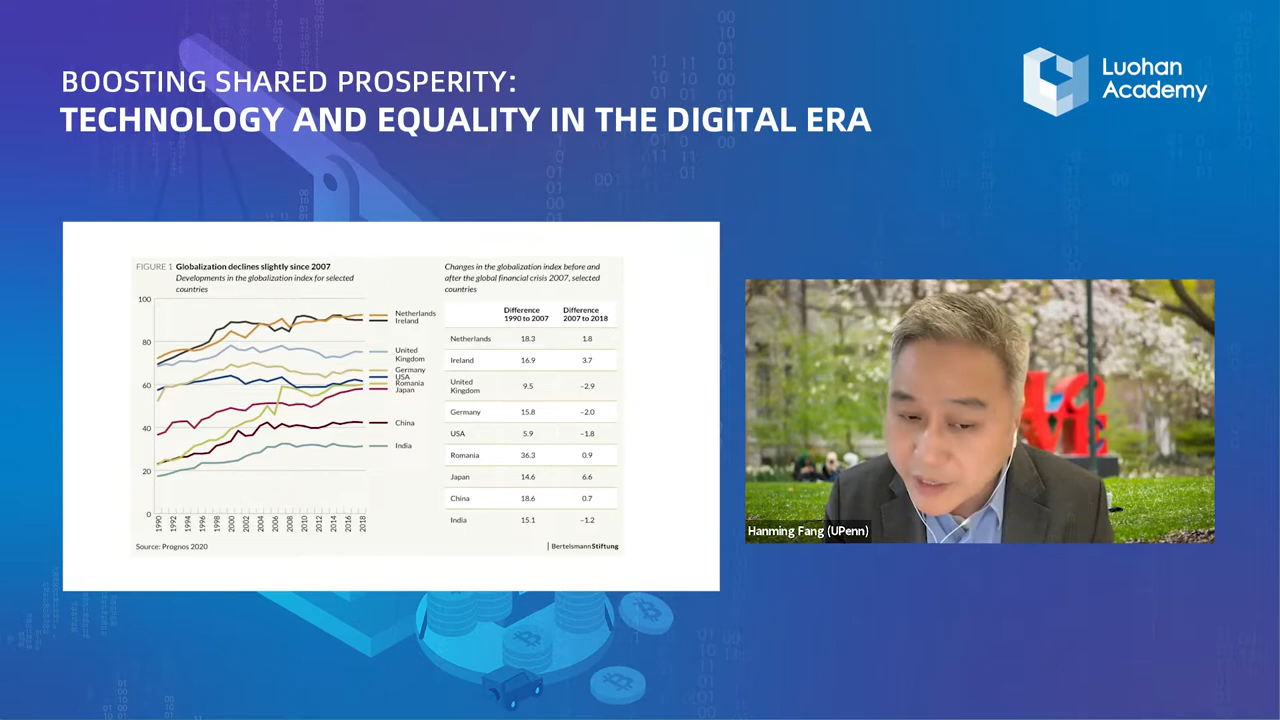 BOOSTING SHARED PROSPERITY:
TECHNOLOGY AND EQUALITY IN THE DIGITAL ERA
Luohan
Academy
FIGURE 1 Globalization declines slightly since 2007
Developments in the globalization index for selected
countries
100
80
60
40
20
0
1990
1992
1994
1996
1998
2000
2002
2004
2006
2008
2010
2012
2014
2016
2018
Netherlands
Ireland
United
Kingdom
Germany
USA
Romania
Japan
China
India
Changes in the globalization index before and
after the global financial crisis 2007, selected
countries
Difference Difference
1990 to 2007 2007 to 2018
Netherlands 18.3 1.8
Ireland 16.9 3.7
United
Kingdom 9.5 −2.9
Germany 15.8 −2.0
USA 5.9 −1.8
Romania 36.3 0.9
Japan 14.6 6.6
China 18.6 0.7
India 15.1 −1.2
Source: Prognos 2020
BertelsmannStiftung
Hanming Fang (UPenn)